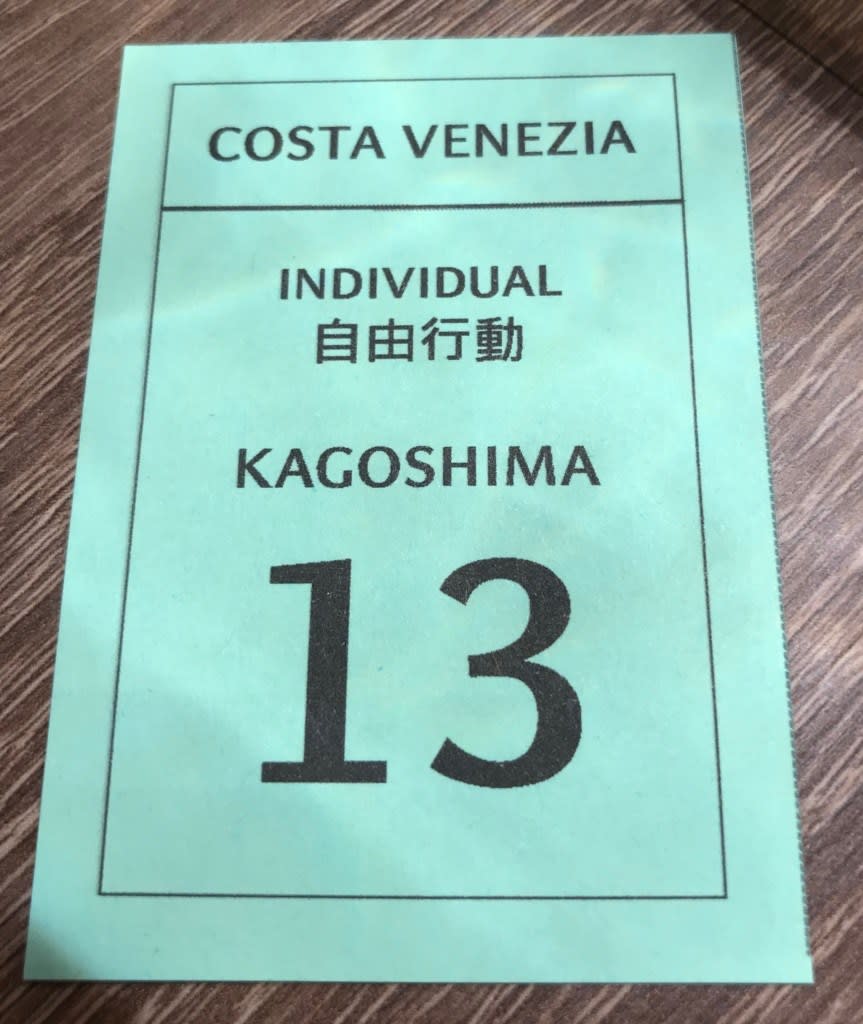 COSTA VENEZIA
INDIVIDUAL
自由行動
KAGOSHIMA
13